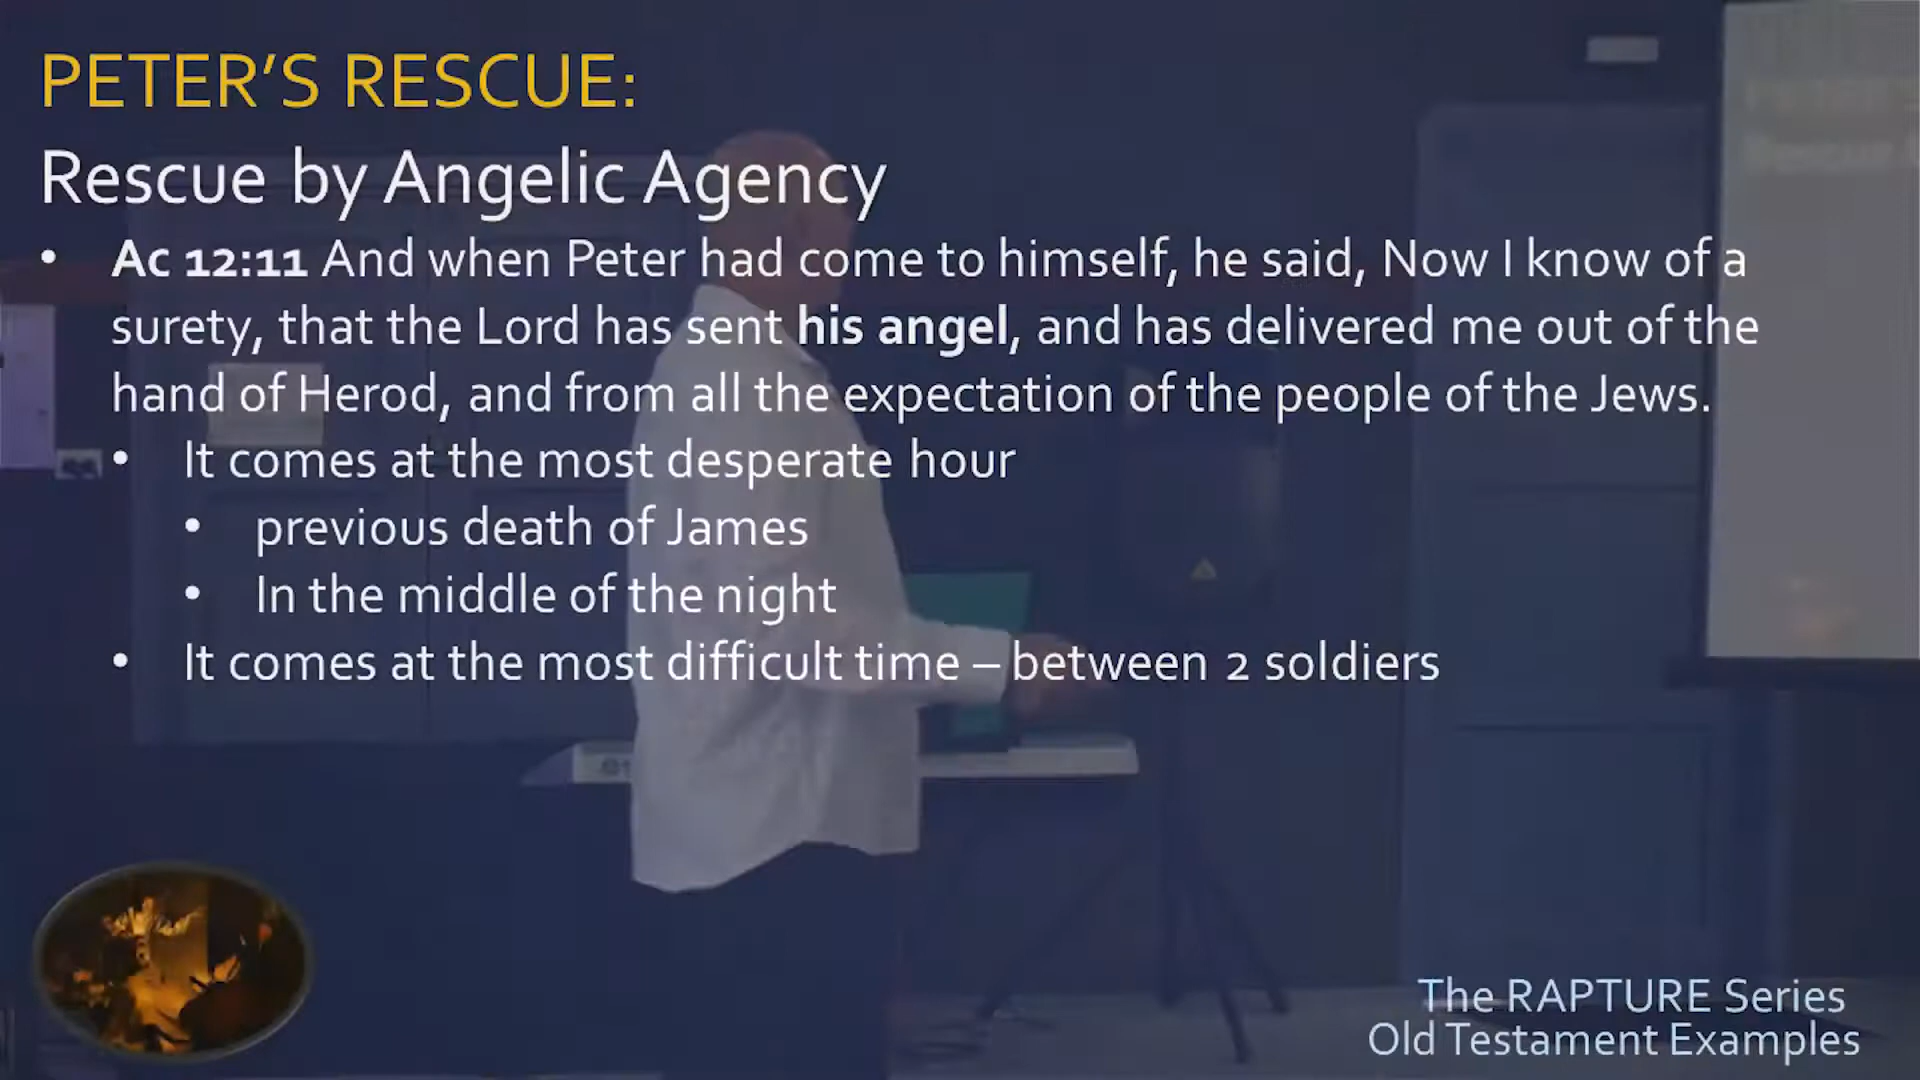 PETER’S RESCUE:
Rescue by Angelic Agency
• Ac 12:11 And when Peter had come to himself, he said, Now I know of a
surety, that the Lord has sent his angel, and has delivered me out of the
hand of Herod, and from all the expectation of the people of the Jews.
• It comes at the most desperate hour
• previous death of James
• In the middle of the night
• It comes at the most difficult time – between 2 soldiers
The RAPTURE Series
Old Testament Examples